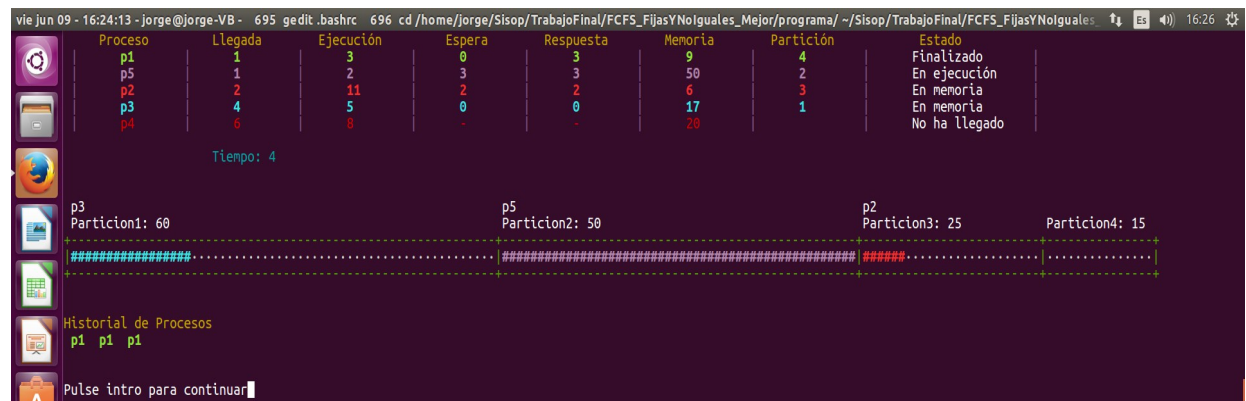 vie jun 09 - 16:24:13 - jorge@jorge-VB - 695 gedit .bashrc 696 cd /home/jorge/Sisop/TrabajoFinal/FCFS_FijasYNoIguales_Mejor/programa/ ~/Sisop/TrabajoFinal/FCFS_FijasYNoIguales_ Es 16:26
Proceso Llegada Ejecución Espera Respuesta Memoria Partición Estado
| p1 | 1 | 3 | 0 | 3 | 9 | 4 | Finalizado |
| p5 | 1 | 2 | 3 | 3 | 50 | 2 | En ejecución |
| p2 | 2 | 11 | 2 | 2 | 6 | 3 | En memoria |
| p3 | 4 | 5 | 0 | 0 | 17 | 1 | En memoria |
| p4 | 6 | 8 | - | - | 20 | | No ha llegado |
Tiempo: 4
p3 p5 p2
Particion1: 60 Particion2: 50 Particion3: 25 Particion4: 15
|#################...........................................|##################################################|######...................|...............|
Historial de Procesos
p1 p1 p1
Pulse intro para continuar